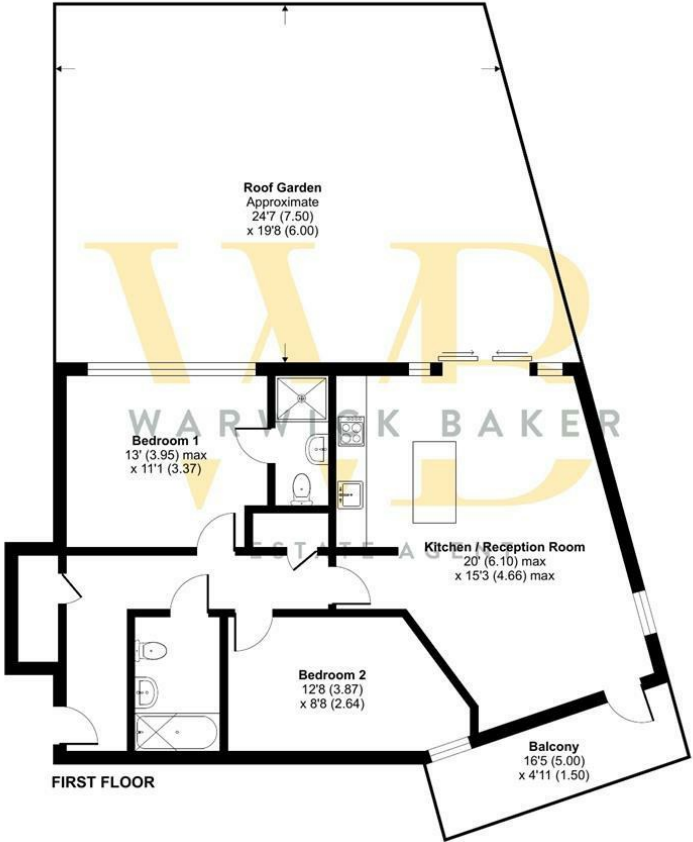 Roof Garden
Approximate
24'7 (7.50)
x 19'8 (6.00)
WB
WARWICK BAKER
ESTATE AGENT
Bedroom 1
13' (3.95) max
x 11'1 (3.37)
Kitchen / Reception Room
20' (6.10) max
x 15'3 (4.66) max
Bedroom 2
12'8 (3.87)
x 8'8 (2.64)
Balcony
16'5 (5.00)
x 4'11 (1.50)
FIRST FLOOR